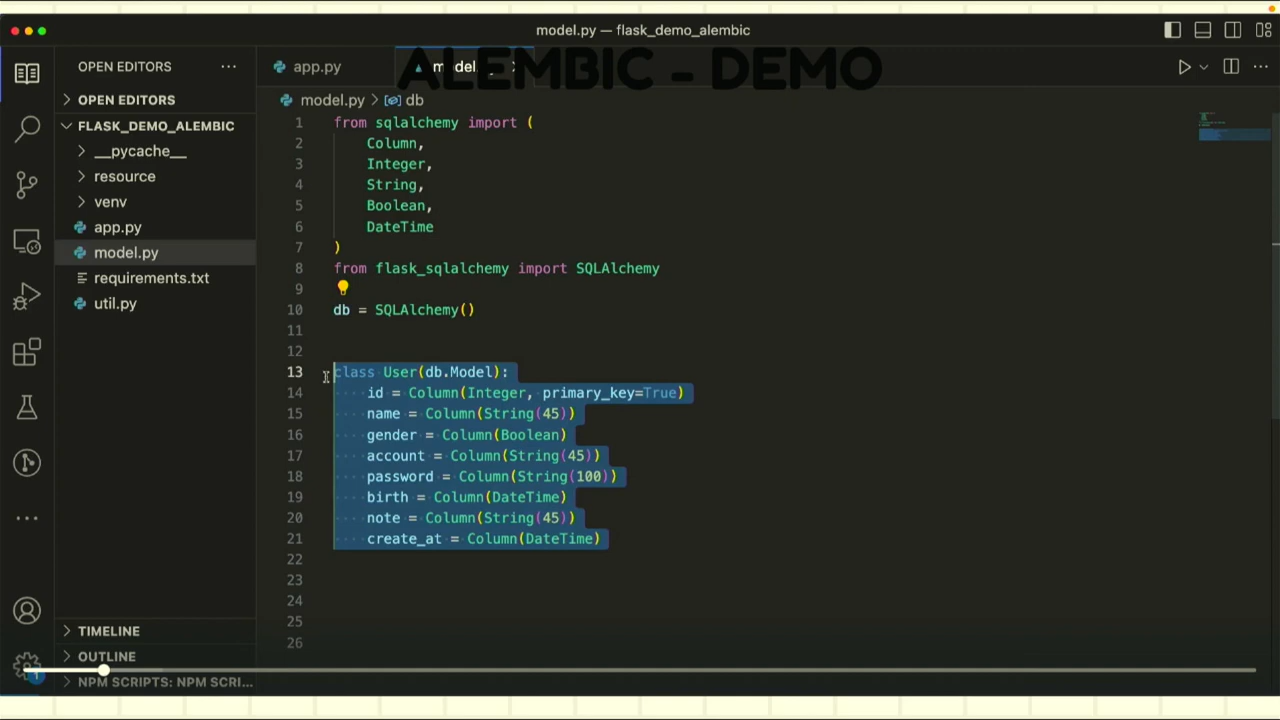 model.py — flask_demo_alembic
ALEMBIC - DEMO
OPEN EDITORS
app.py
model.
OPEN EDITORS
FLASK_DEMO_ALEMBIC
__pycache__
resource
venv
app.py
model.py
requirements.txt
util.py
TIMELINE
OUTLINE
NPM SCRIPTS: NPM SCRI...
model.py > db
1 from sqlalchemy import (
2 Column,
3 Integer,
4 String,
5 Boolean,
6 DateTime
7 )
8 from flask_sqlalchemy import SQLAlchemy
9
10 db = SQLAlchemy()
11
12
13 class User(db.Model):
14 id = Column(Integer, primary_key=True)
15 name = Column(String(45))
16 gender = Column(Boolean)
17 account = Column(String(45))
18 password = Column(String(100))
19 birth = Column(DateTime)
20 note = Column(String(45))
21 create_at = Column(DateTime)
22
23
24
25
26